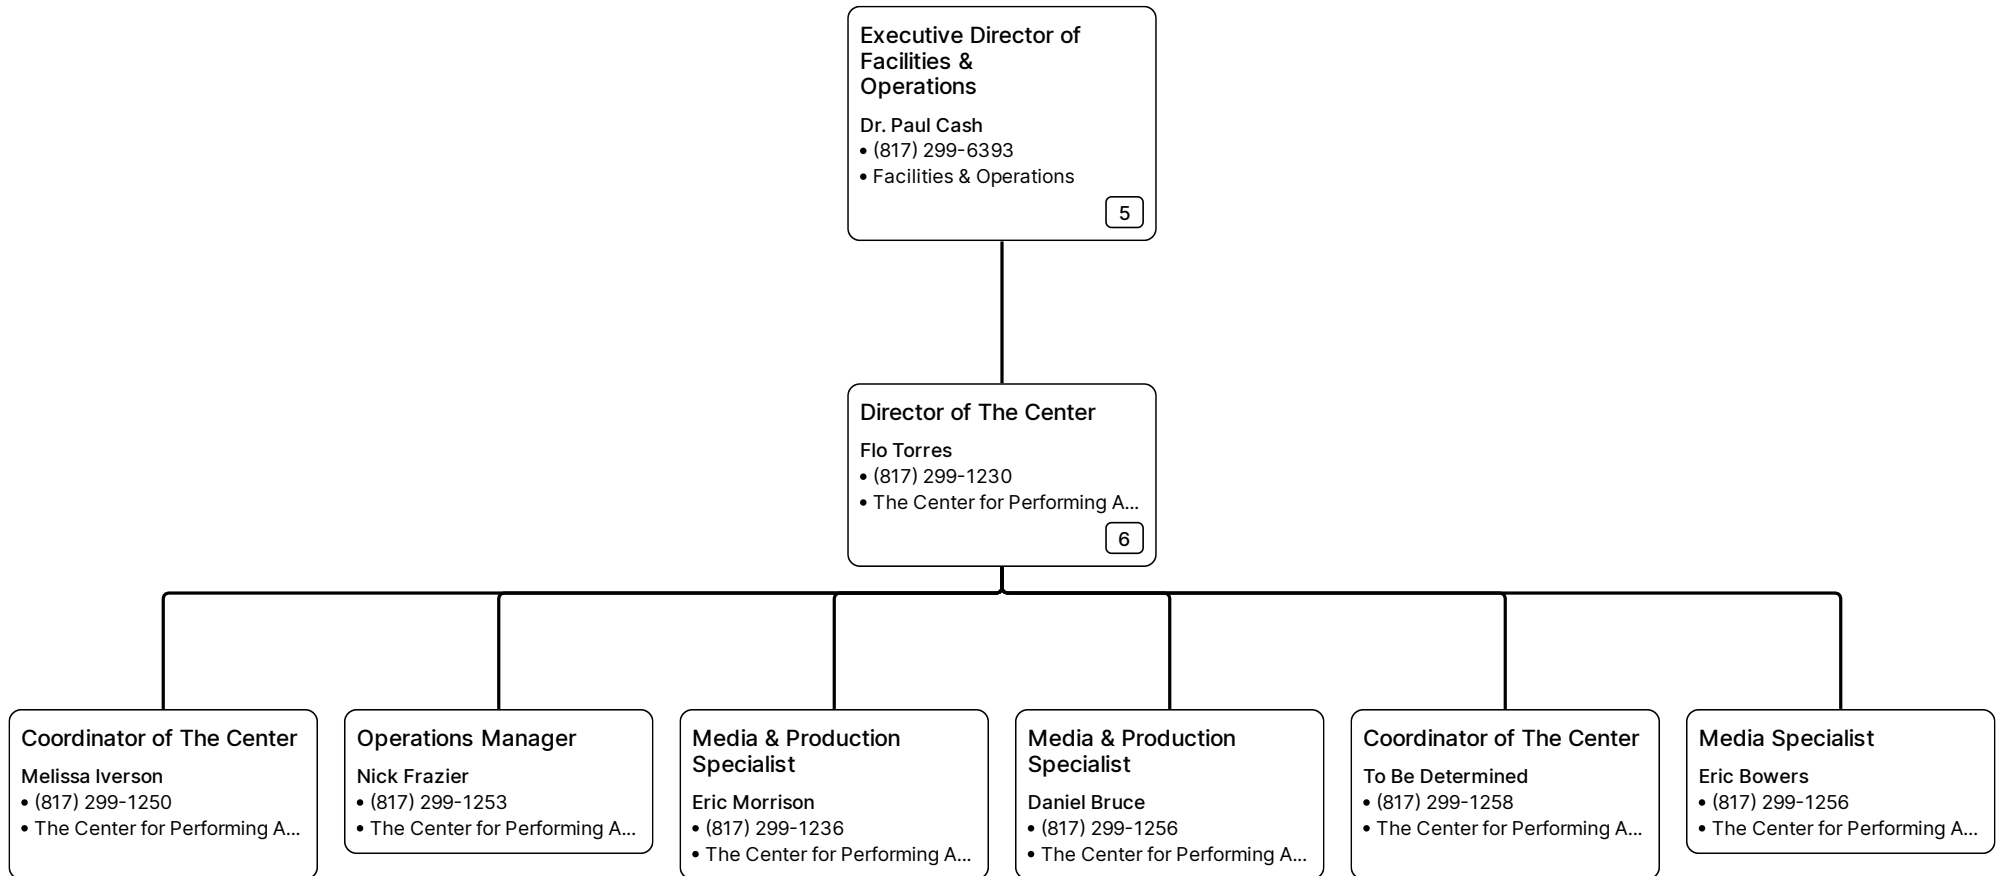 Executive Director of
Facilities &
Operations
Dr. Paul Cash
• (817) 299-6393
• Facilities & Operations
5
Director of The Center
Flo Torres
• (817) 299-1230
• The Center for Performing A...
6
Coordinator of The Center
Melissa Iverson
• (817) 299-1250
• The Center for Performing A...
Operations Manager
Nick Frazier
• (817) 299-1253
• The Center for Performing A...
Media & Production
Specialist
Eric Morrison
• (817) 299-1236
• The Center for Performing A...
Media & Production
Specialist
Daniel Bruce
• (817) 299-1256
• The Center for Performing A...
Coordinator of The Center
To Be Determined
• (817) 299-1258
• The Center for Performing A...
Media Specialist
Eric Bowers
• (817) 299-1256
• The Center for Performing A...